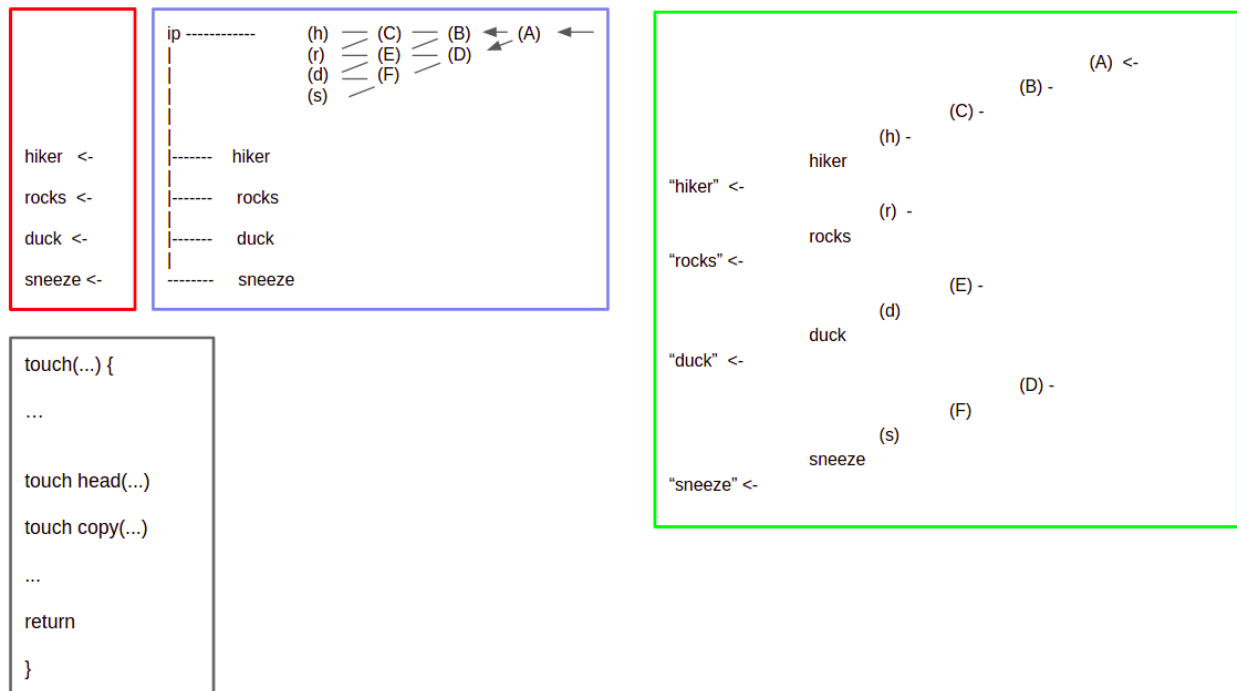 ip ------------ (h) (C) (B) (A)
| (r) (E) (D)
| (d) (F)
| (s)
|
|
hiker <- |------- hiker
|
rocks <- |------- rocks
|
duck <- |------- duck
|
sneeze <- -------- sneeze
touch(...) {
…
touch head(...)
touch copy(...)
...
return
}
(A) <-
(B) -
(C) -
(h) -
hiker
“hiker” <-
(r) -
rocks
“rocks” <-
(E) -
(d)
duck
“duck” <-
(D) -
(F)
(s)
sneeze
“sneeze” <-